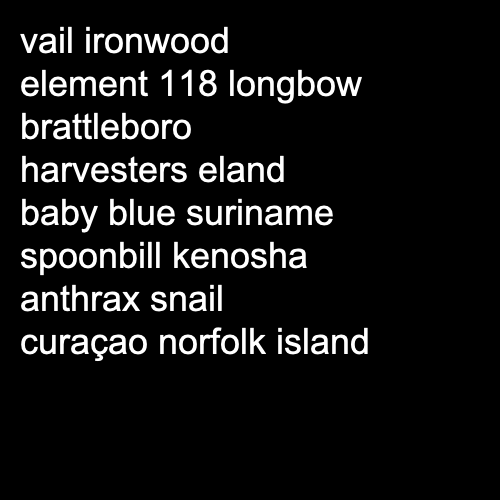 vail ironwood
element 118 longbow
brattleboro
harvesters eland
baby blue suriname
spoonbill kenosha
anthrax snail
curaçao norfolk island